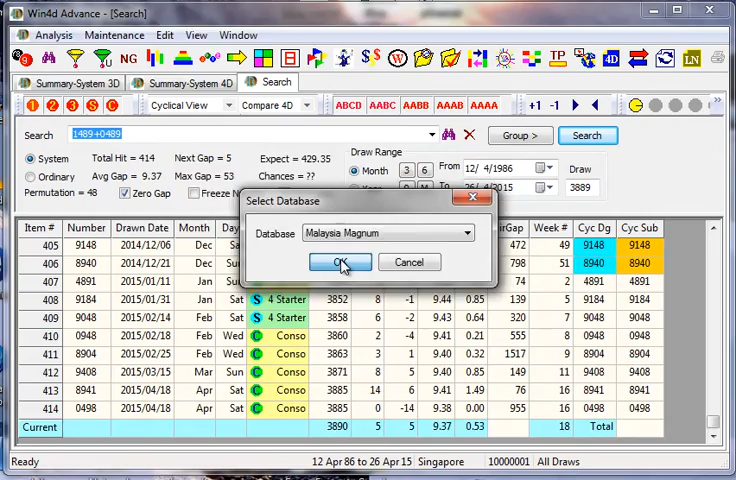 Win4d Advance - [Search]
Analysis Maintenance Edit View Window
NG W TP 4D LN
Summary-System 3D Summary-System 4D Search
1 2 3 S C Cyclical View Compare 4D ABCD AABC AABB AAAB AAAA +1 -1
Search 1489+0489 Group > Search
System Total Hit = 414 Next Gap = 5 Expect = 429.35 Draw Range
Ordinary Avg Gap = 9.37 Max Gap = 53 Chances = ?? Month 3 6 From 12/ 4/1986 Draw
Permutation = 48 Zero Gap Freeze N 26/ 4/2015 3889
Select Database
Database Malaysia Magnum
OK Cancel
Item # Number Drawn Date Month Day rGap Week # Cyc Dg Cyc Sub
405 9148 2014/12/06 Dec 472 49 9148 9148
406 8940 2014/12/21 Dec 798 51 8940 8940
407 4891 2015/01/11 Jan 74 2 4891 4891
408 9184 2015/01/31 Jan Sat S 4 Starter 3852 8 -1 9.44 0.85 139 5 9184 9184
409 9048 2015/02/14 Feb Sat S 4 Starter 3858 6 -2 9.43 0.64 320 7 9048 9048
410 0948 2015/02/18 Feb Wed C Conso 3860 2 -4 9.41 0.21 555 8 0948 0948
411 8904 2015/02/25 Feb Wed C Conso 3863 3 1 9.40 0.32 1517 9 8904 8904
412 9408 2015/03/15 Mar Sun C Conso 3871 8 5 9.40 0.85 699 11 9408 9408
413 8941 2015/04/18 Apr Sat C Conso 3885 14 6 9.41 1.49 76 16 8941 8941
414 0498 2015/04/18 Apr Sat C Conso 3885 0 -14 9.38 0.00 955 16 0498 0498
Current 3890 5 5 9.37 0.53 18 Total
Ready 12 Apr 86 to 26 Apr 15 Singapore 10000001 All Draws